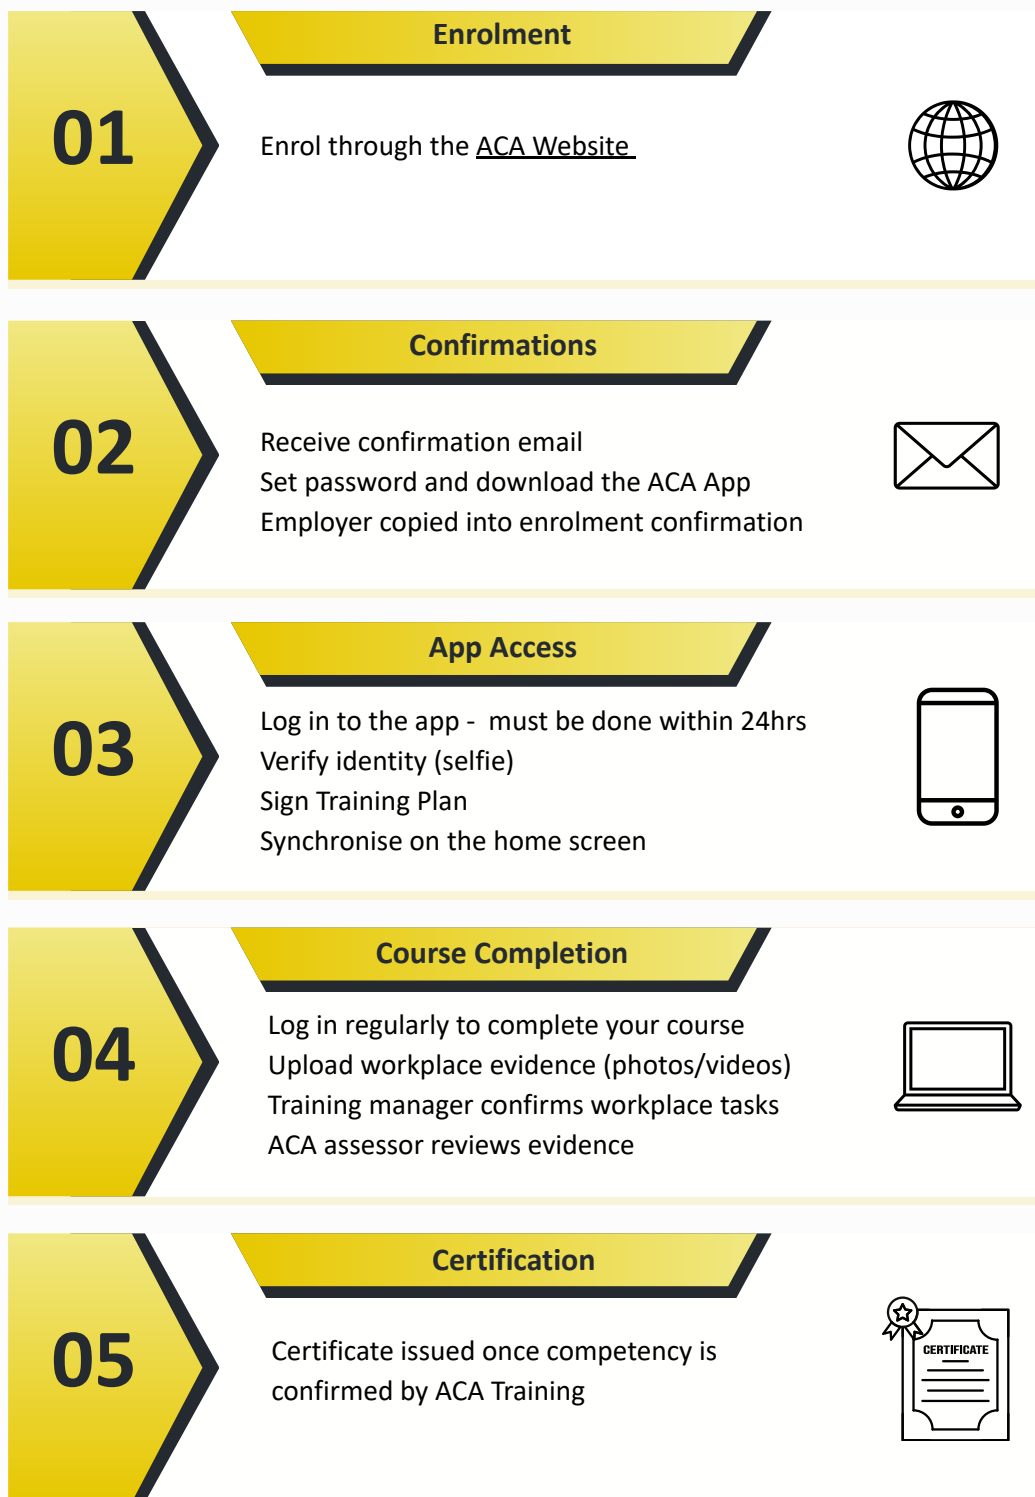 Enrolment
01
Enrol through the ACA Website
Confirmations
02
Receive confirmation email
Set password and download the ACA App
Employer copied into enrolment confirmation
App Access
03
Log in to the app -  must be done within 24hrs
Verify identity (selfie)
Sign Training Plan
Synchronise on the home screen
Course Completion
04
Log in regularly to complete your course
Upload workplace evidence (photos/videos)
Training manager confirms workplace tasks
ACA assessor reviews evidence
Certification
05
Certificate issued once competency is
confirmed by ACA Training
CERTIFICATE